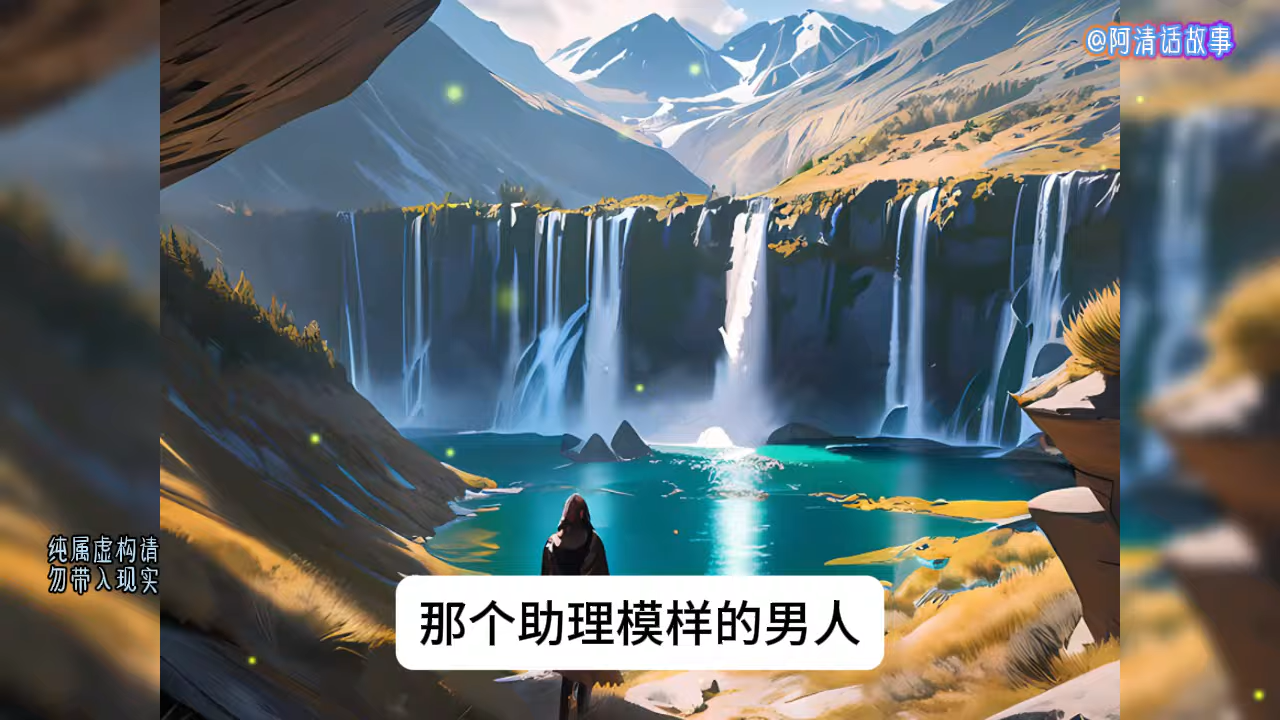 @阿清话故事
纯属虚构请
勿带入现实
那个助理模样的男人